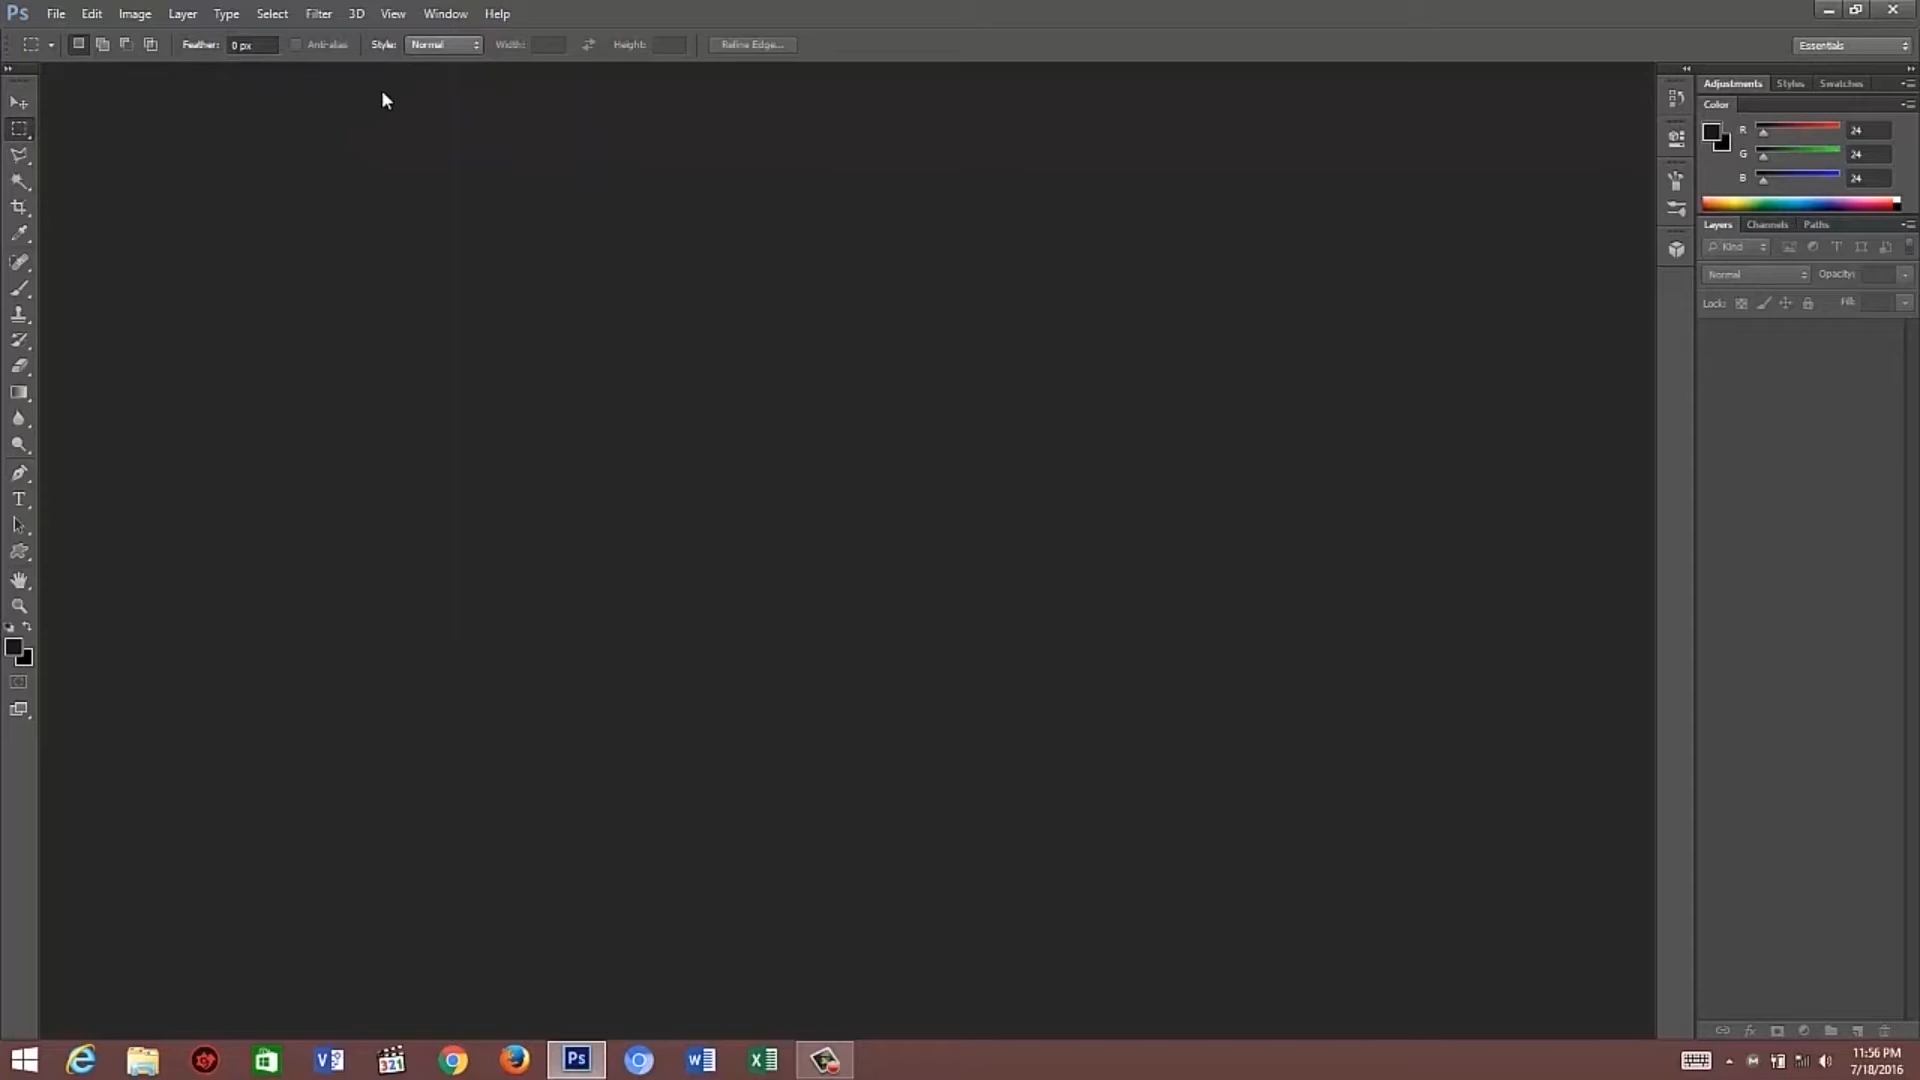 Ps File Edit Image Layer Type Select Filter 3D View Window Help
Feather: 0 px Anti-alias Style: Normal Width: Height: Refine Edge... Essentials
Adjustments Styles Swatches
Color
R 24
G 24
B 24
Layers Channels Paths
Kind
Normal Opacity:
Lock: Fill:
T
321
Ps
11:56 PM
7/18/2016